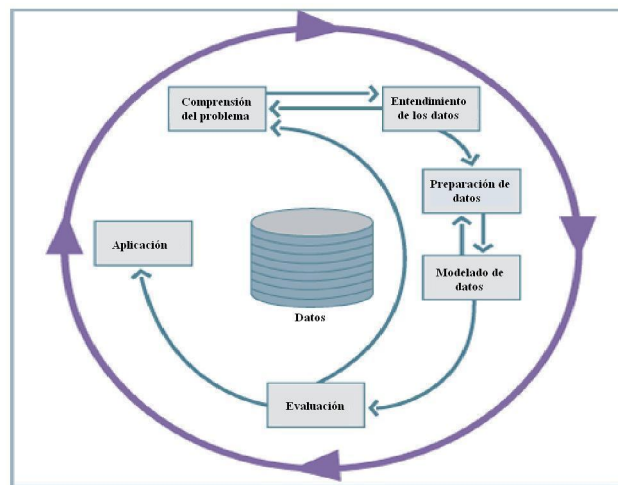 Comprensión
del problema
Entendimiento
de los datos
Preparación de
datos
Modelado de
datos
Aplicación
Datos
Evaluación